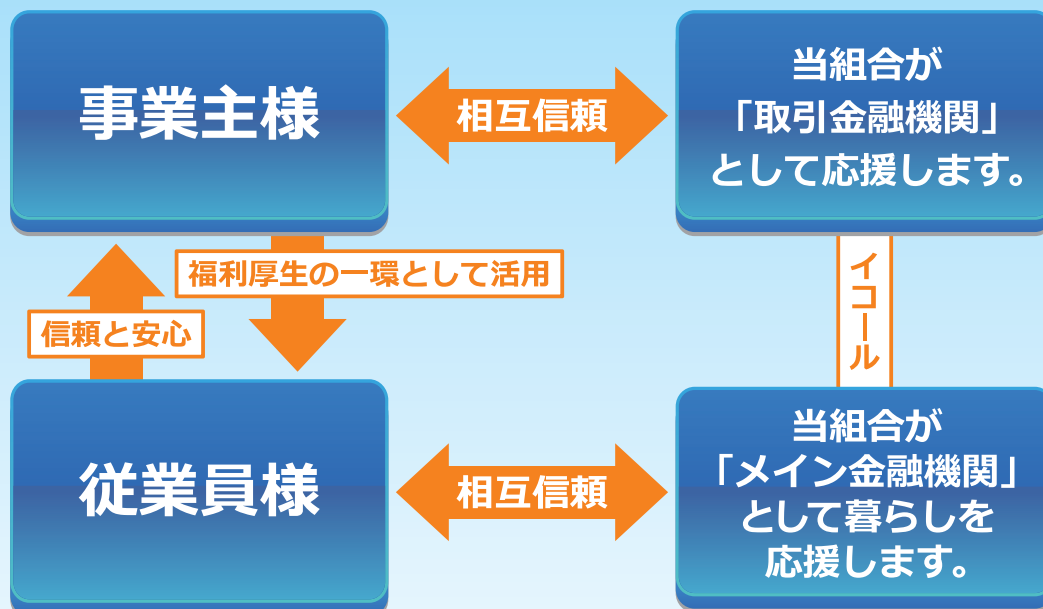 事業主様
相互信頼
当組合が
「取引金融機関」
として応援します。
福利厚生の一環として活用
信頼と安心
イコール
従業員様
相互信頼
当組合が
「メイン金融機関」
として暮らしを
応援します。